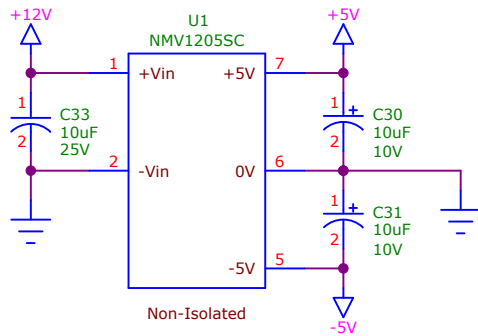 +12V
U1
NMV1205SC
+5V
1
+Vin
+5V
7
1
C33
10uF
25V
2
1
C30
10uF
10V
2
2
-Vin
0V
6
1
C31
10uF
10V
2
-5V
5
Non-Isolated
-5V